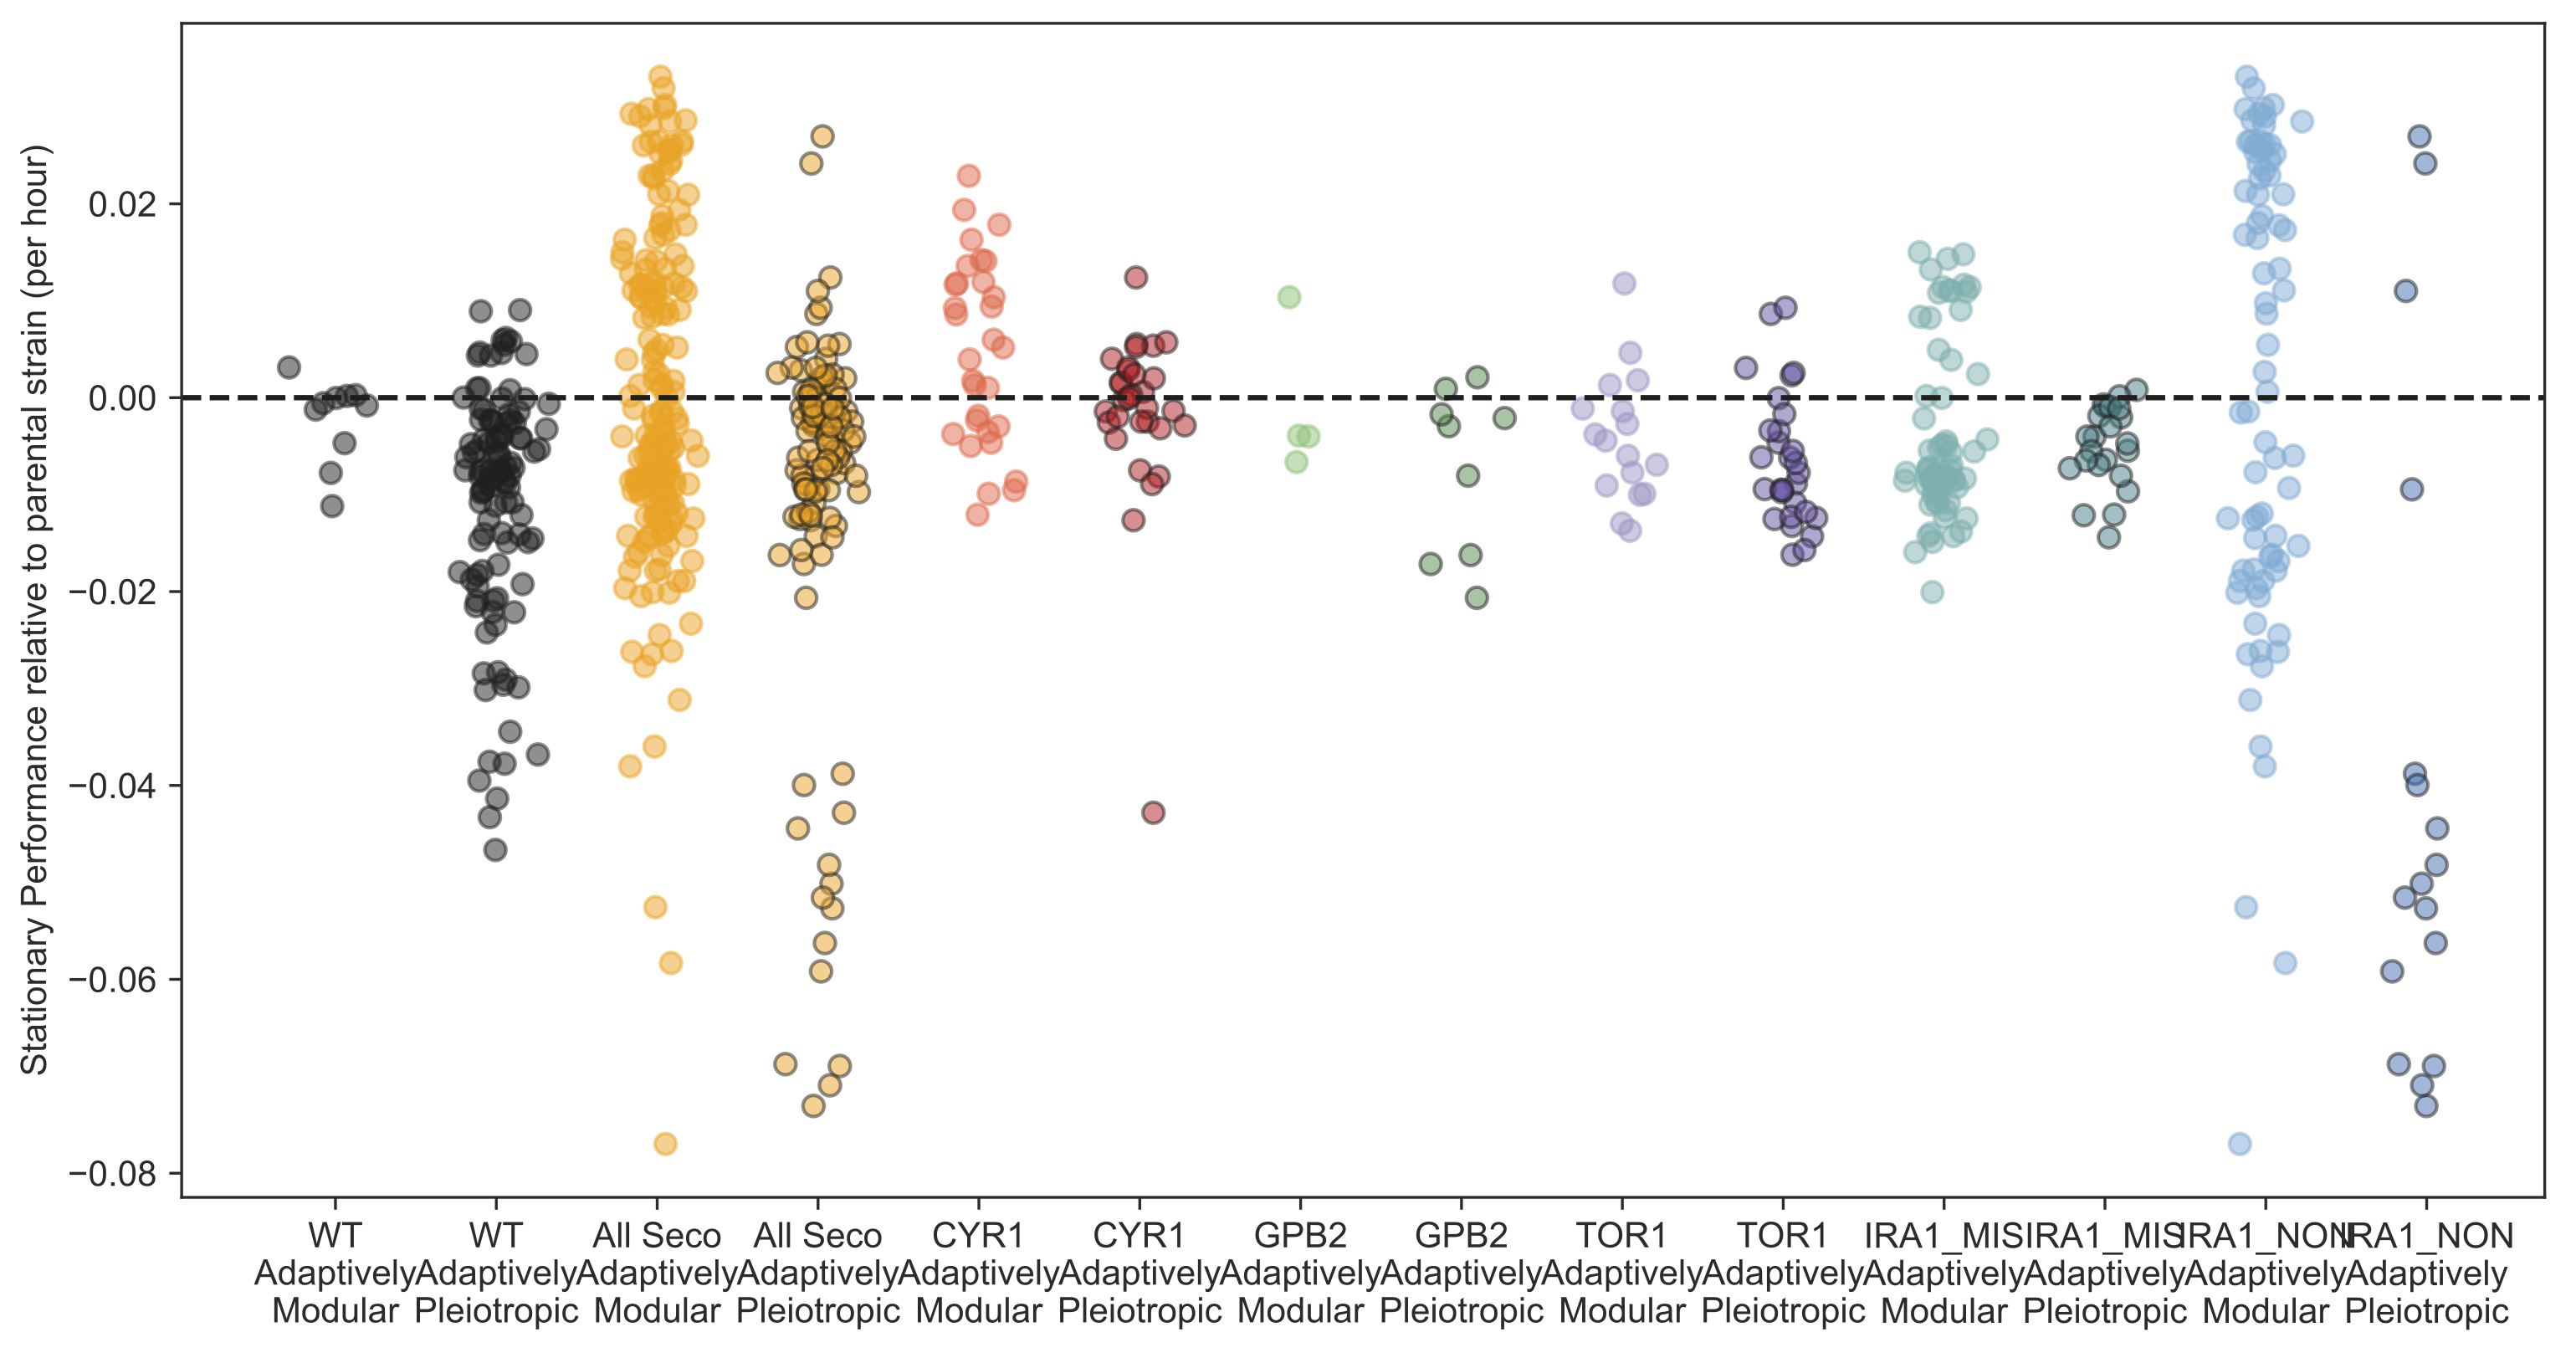 Stationary Performance relative to parental strain (per hour)
0.02
0.00
−0.02
−0.04
−0.06
−0.08
WT
Adaptively
Modular
WT
Adaptively
Pleiotropic
All Seco
Adaptively
Modular
All Seco
Adaptively
Pleiotropic
CYR1
Adaptively
Modular
CYR1
Adaptively
Pleiotropic
GPB2
Adaptively
Modular
GPB2
Adaptively
Pleiotropic
TOR1
Adaptively
Modular
TOR1
Adaptively
Pleiotropic
IRA1_MIS
Adaptively
Modular
IRA1_MIS
Adaptively
Pleiotropic
IRA1_NON
Adaptively
Modular
IRA1_NON
Adaptively
Pleiotropic